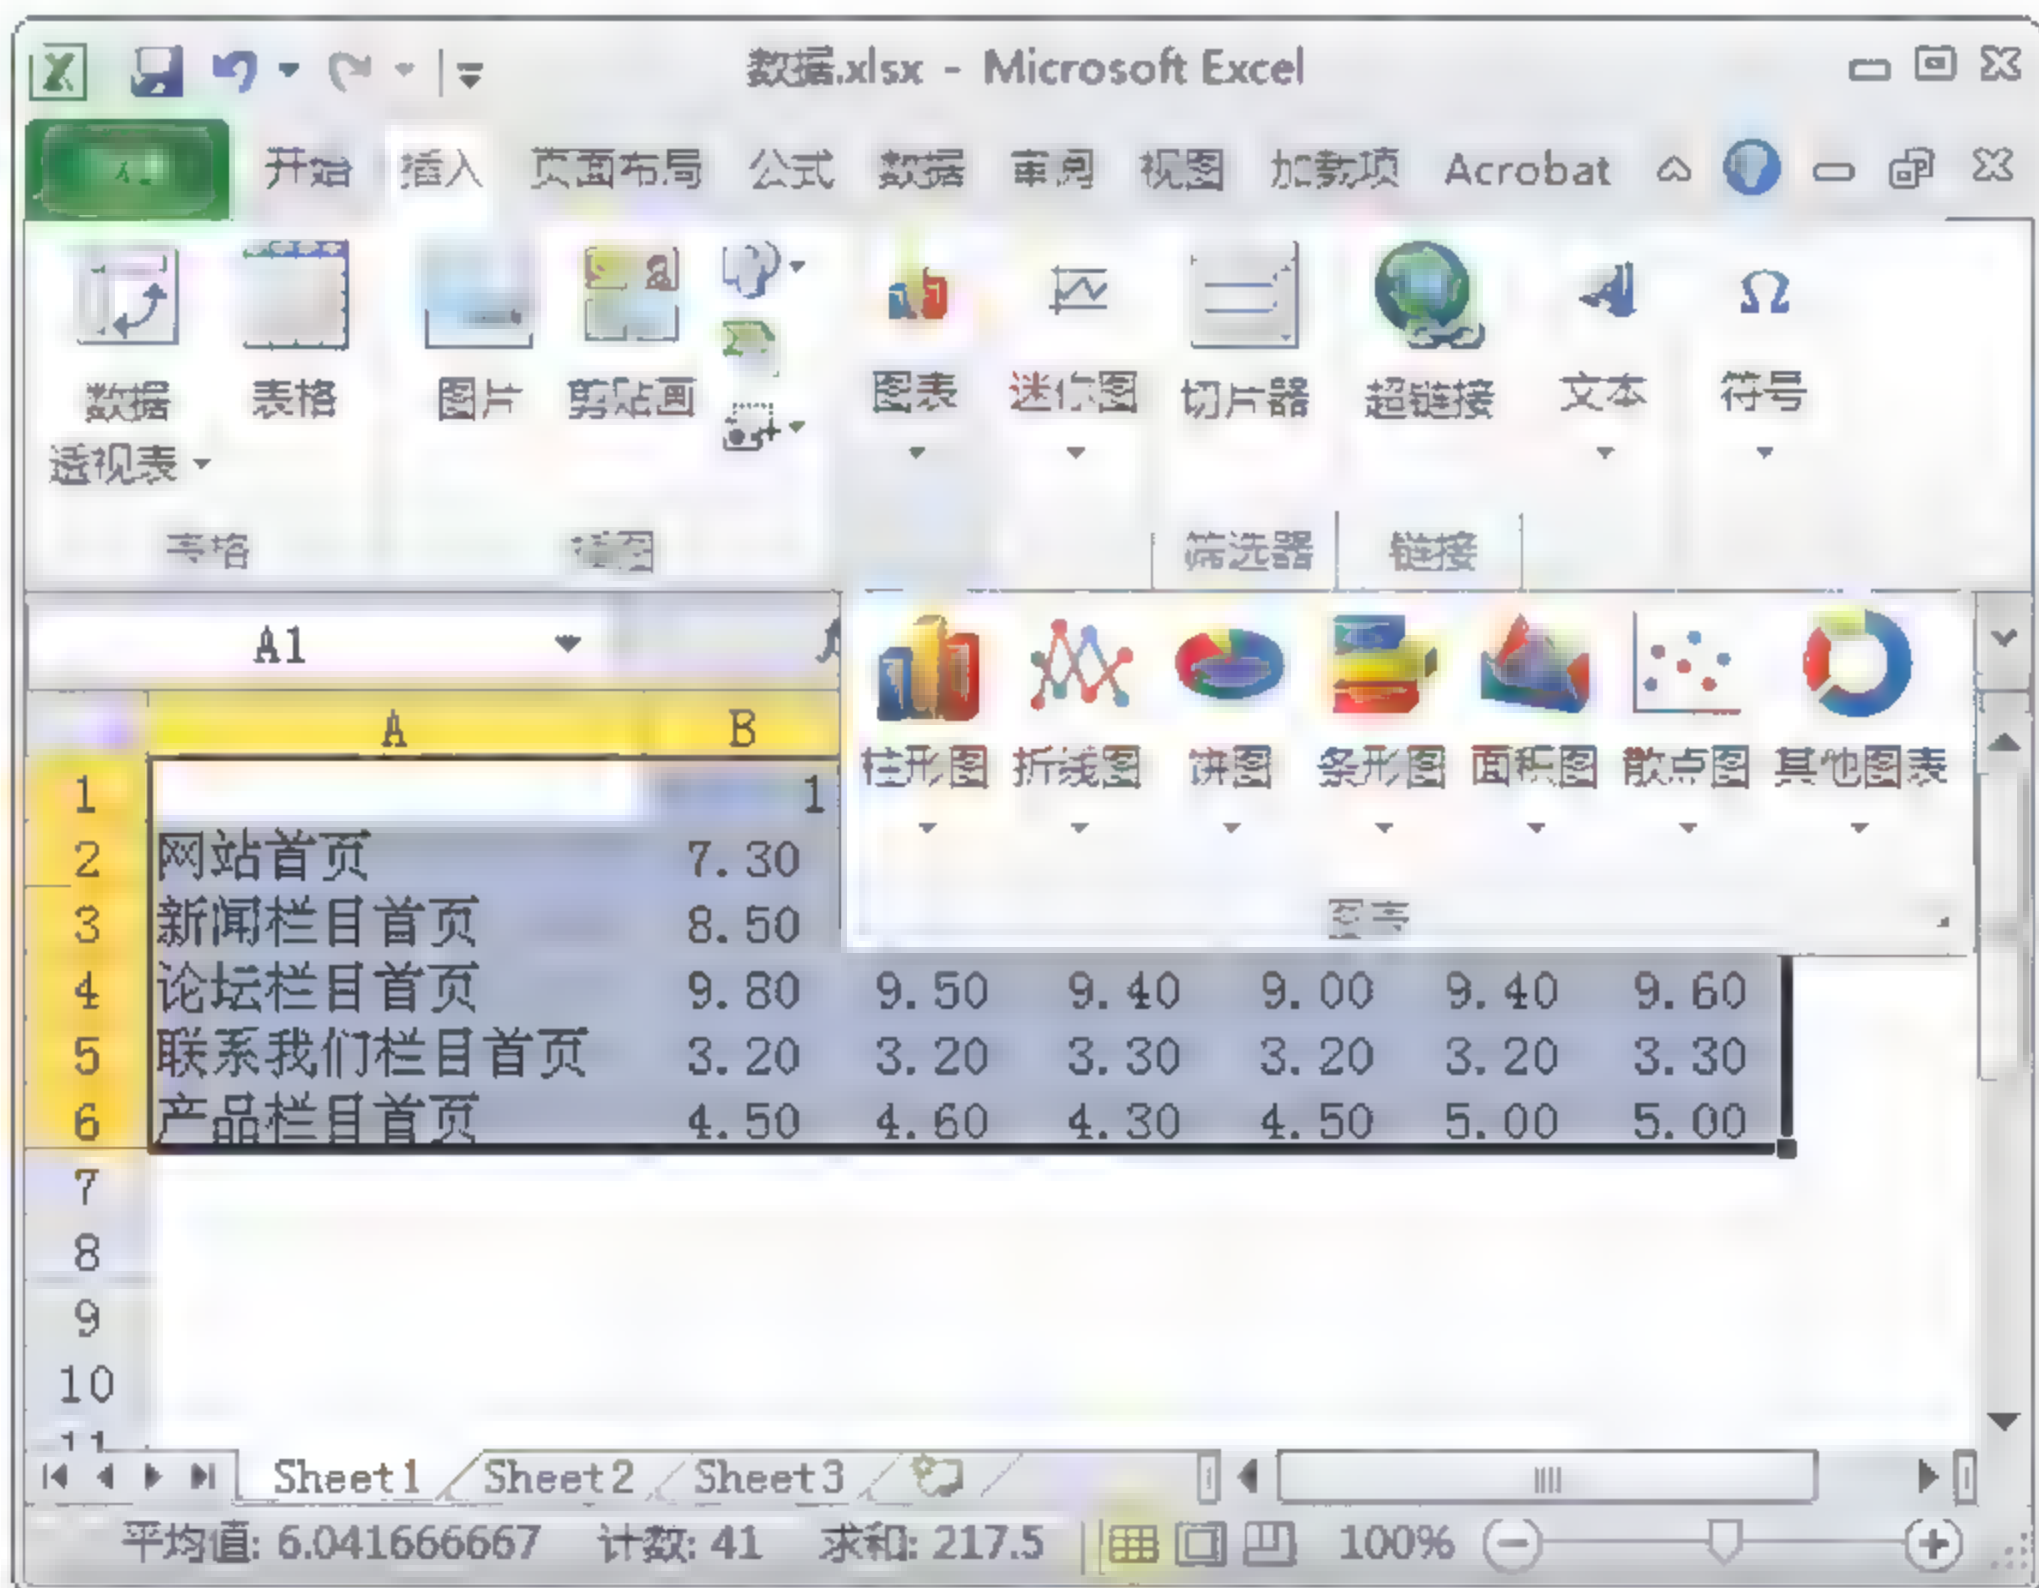 数据.xlsx - Microsoft Excel
开始 插入 页面布局 公式 数据 审阅 视图 加载项 Acrobat
数据透视表 表格 图片 剪贴画 图表 迷你图 切片器 超链接 文本 符号
表格 插图 筛选器 链接
A1
柱形图 折线图 饼图 条形图 面积图 散点图 其他图表
图表
A B
1 1
2 网站首页 7.30
3 新闻栏目首页 8.50
4 论坛栏目首页 9.80 9.50 9.40 9.00 9.40 9.60
5 联系我们栏目首页 3.20 3.20 3.30 3.20 3.20 3.30
6 产品栏目首页 4.50 4.60 4.30 4.50 5.00 5.00
7
8
9
10
11
Sheet1 Sheet2 Sheet3
平均值: 6.041666667 计数: 41 求和: 217.5 100%